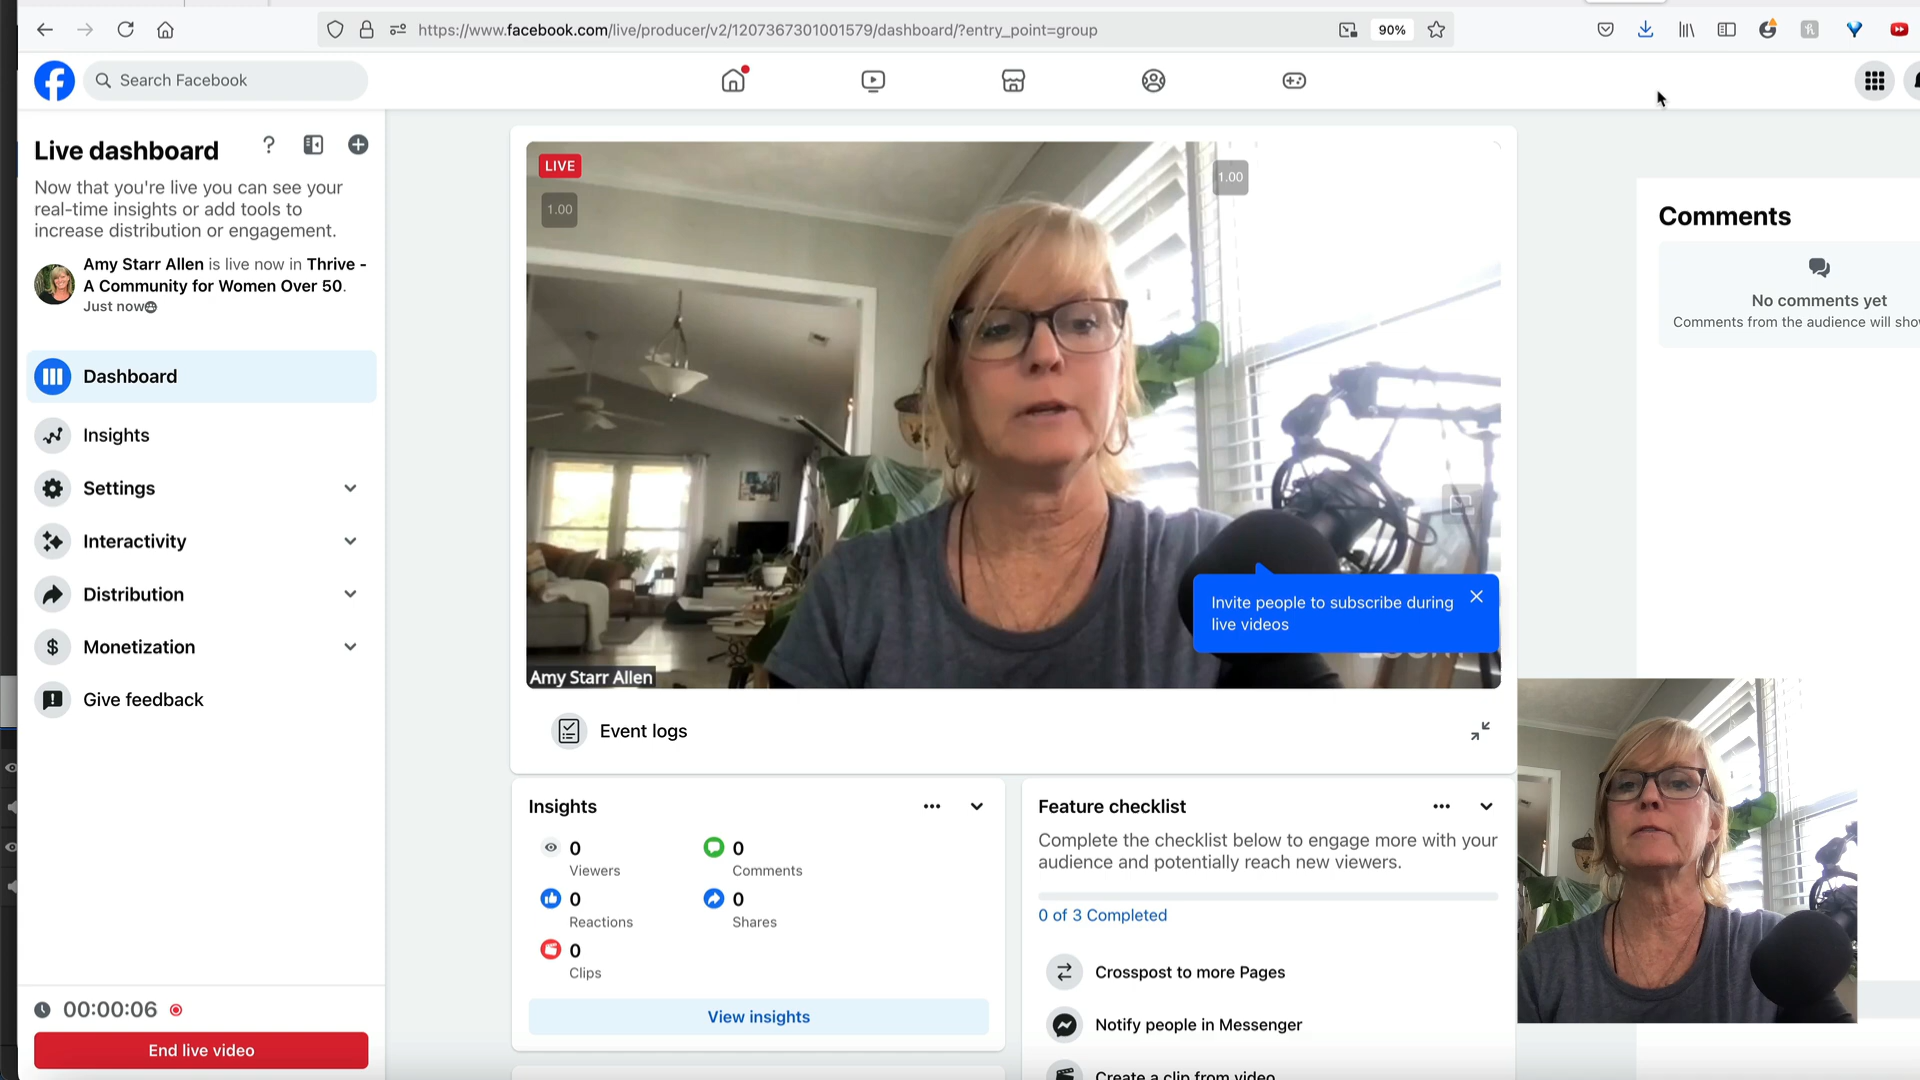 https://www.facebook.com/live/producer/v2/1207367301001579/dashboard/?entry_point=group
90%
Search Facebook
Live dashboard
?
Now that you're live you can see your
real-time insights or add tools to
increase distribution or engagement.
Amy Starr Allen is live now in Thrive -
A Community for Women Over 50.
Just now
Dashboard
Insights
Settings
Interactivity
Distribution
Monetization
Give feedback
00:00:06
End live video
LIVE
1.00
1.00
Invite people to subscribe during
live videos
Amy Starr Allen
Event logs
Insights
0
Viewers
0
Comments
0
Reactions
0
Shares
0
Clips
View insights
Feature checklist
Complete the checklist below to engage more with your
audience and potentially reach new viewers.
0 of 3 Completed
Crosspost to more Pages
Notify people in Messenger
Create a clip from video
Comments
No comments yet
Comments from the audience will